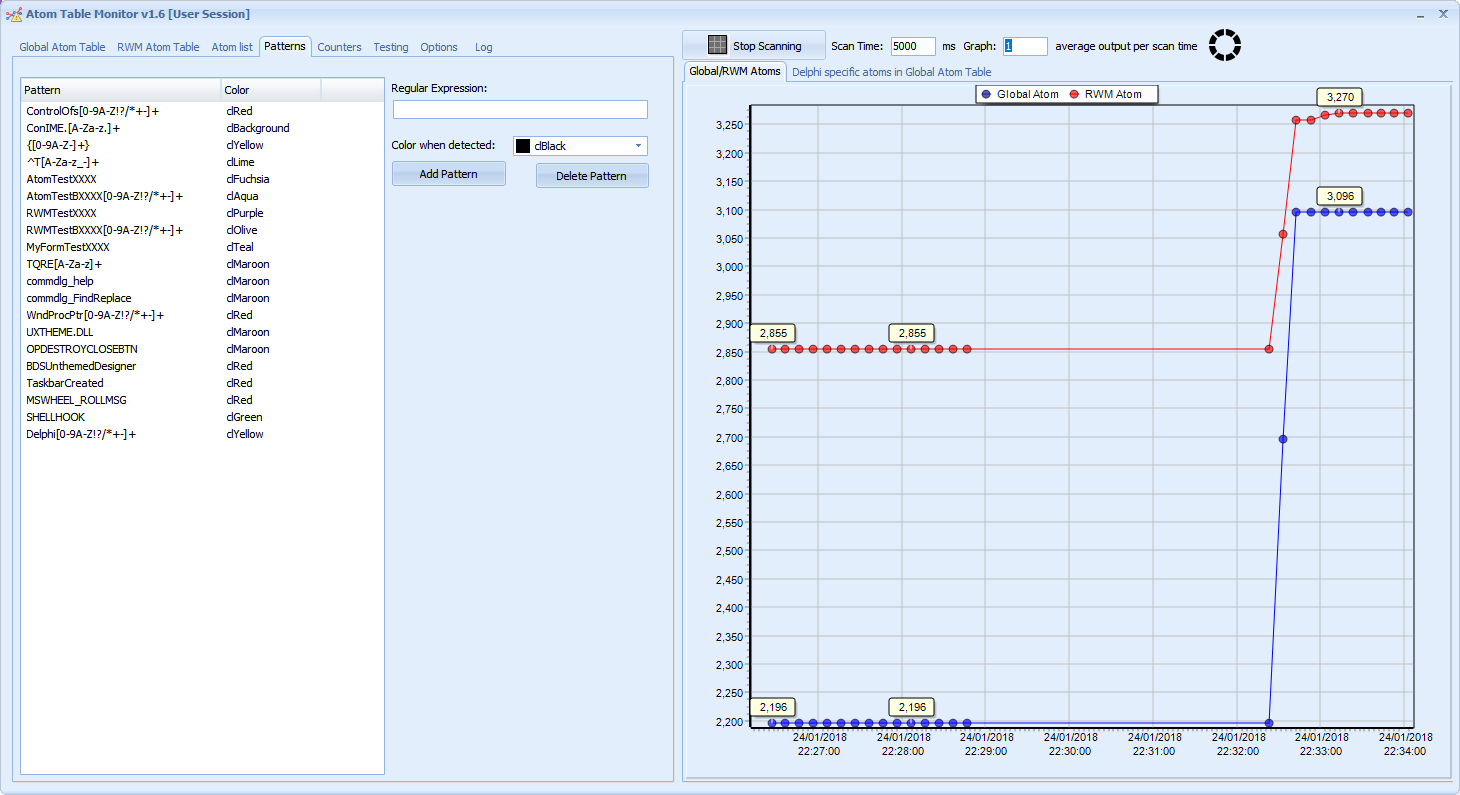 Atom Table Monitor v1.6 [User Session]
Global Atom Table RWM Atom Table Atom list Patterns Counters Testing Options Log
Pattern Color
ControlOfs[0-9A-Z!?/*+-]+ clRed
ConIME.[A-Za-z.]+ clBackground
{[0-9A-Z-]+} clYellow
^T[A-Za-z_-]+ clLime
AtomTestXXXX clFuchsia
AtomTestBXXXX[0-9A-Z!?/*+-]+ clAqua
RWMTestXXXX clPurple
RWMTestBXXXX[0-9A-Z!?/*+-]+ clOlive
MyFormTestXXXX clTeal
TQRE[A-Za-z]+ clMaroon
commdlg_help clMaroon
commdlg_FindReplace clMaroon
WndProcPtr[0-9A-Z!?/*+-]+ clRed
UXTHEME.DLL clMaroon
OPDESTROYCLOSEBTN clMaroon
BDSUnthemedDesigner clRed
TaskbarCreated clRed
MSWHEEL_ROLLMSG clRed
SHELLHOOK clGreen
Delphi[0-9A-Z!?/*+-]+ clYellow
Regular Expression:
Color when detected: clBlack
Add Pattern Delete Pattern
Stop Scanning Scan Time: 5000 ms Graph: 1 average output per scan time
Global/RWM Atoms Delphi specific atoms in Global Atom Table
Global Atom RWM Atom
3,270
3,250
3,200
3,096
3,150
3,100
3,050
3,000
2,950
2,900
2,855 2,855
2,850
2,800
2,750
2,700
2,650
2,600
2,550
2,500
2,450
2,400
2,350
2,300
2,250
2,196 2,196
2,200
24/01/2018 24/01/2018 24/01/2018 24/01/2018 24/01/2018 24/01/2018 24/01/2018 24/01/2018
22:27:00 22:28:00 22:29:00 22:30:00 22:31:00 22:32:00 22:33:00 22:34:00